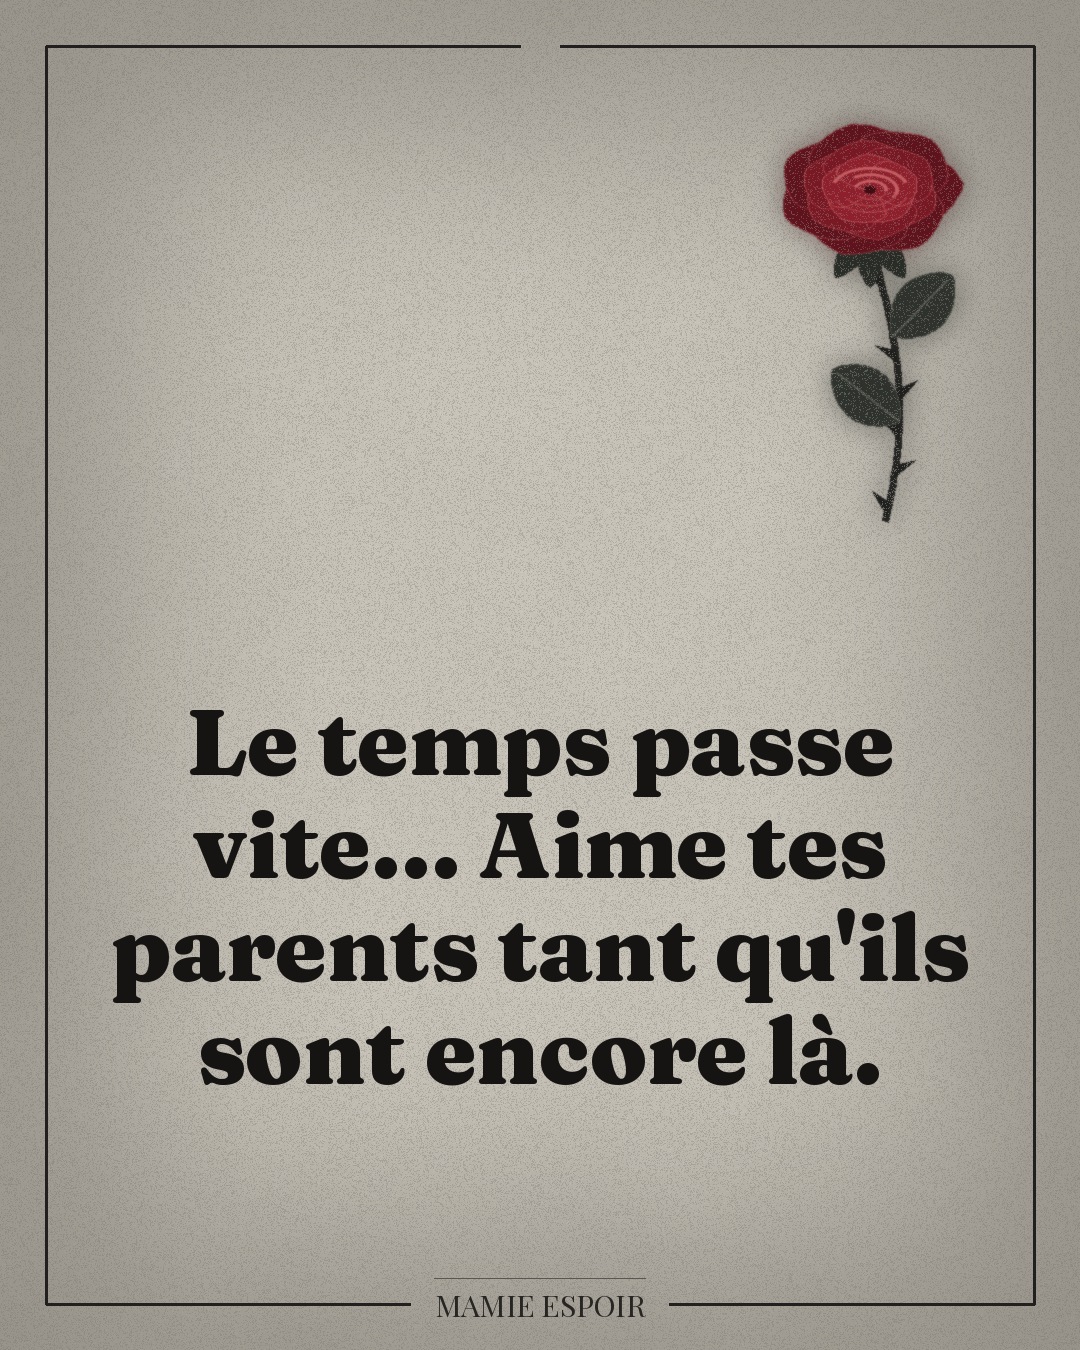 Le temps passe
vite... Aime tes
parents tant qu'ils
sont encore là.
MAMIE ESPOIR